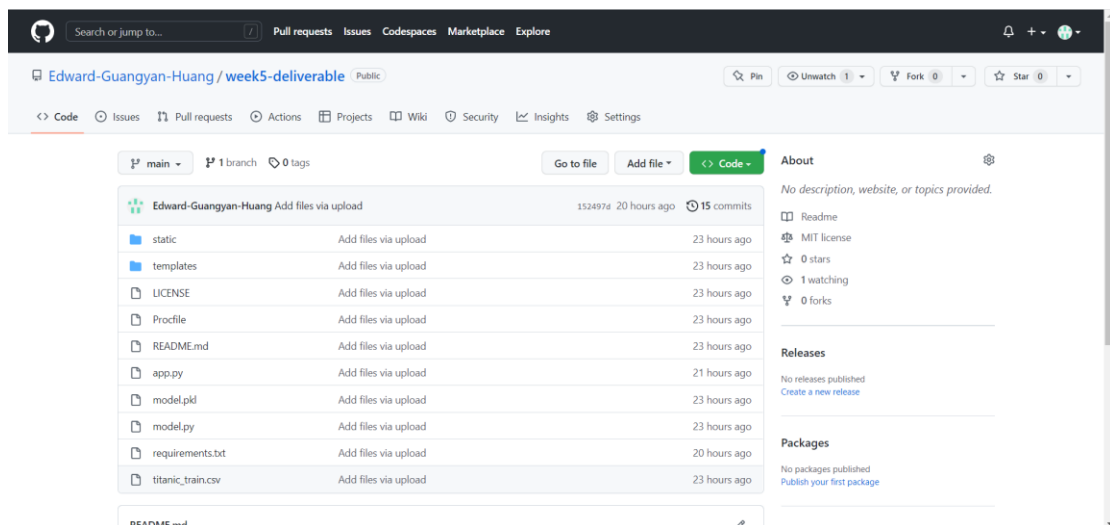 Search or jump to... /
Pull requests Issues Codespaces Marketplace Explore
Edward-Guangyan-Huang / week5-deliverable Public
Pin Unwatch 1 Fork 0 Star 0
Code Issues Pull requests Actions Projects Wiki Security Insights Settings
main 1 branch 0 tags Go to file Add file Code
Edward-Guangyan-Huang Add files via upload 152497d 20 hours ago 15 commits
static Add files via upload 23 hours ago
templates Add files via upload 23 hours ago
LICENSE Add files via upload 23 hours ago
Procfile Add files via upload 23 hours ago
README.md Add files via upload 23 hours ago
app.py Add files via upload 21 hours ago
model.pkl Add files via upload 23 hours ago
model.py Add files via upload 23 hours ago
requirements.txt Add files via upload 20 hours ago
titanic_train.csv Add files via upload 23 hours ago
README.md
About
No description, website, or topics provided.
Readme
MIT license
0 stars
1 watching
0 forks
Releases
No releases published
Create a new release
Packages
No packages published
Publish your first package